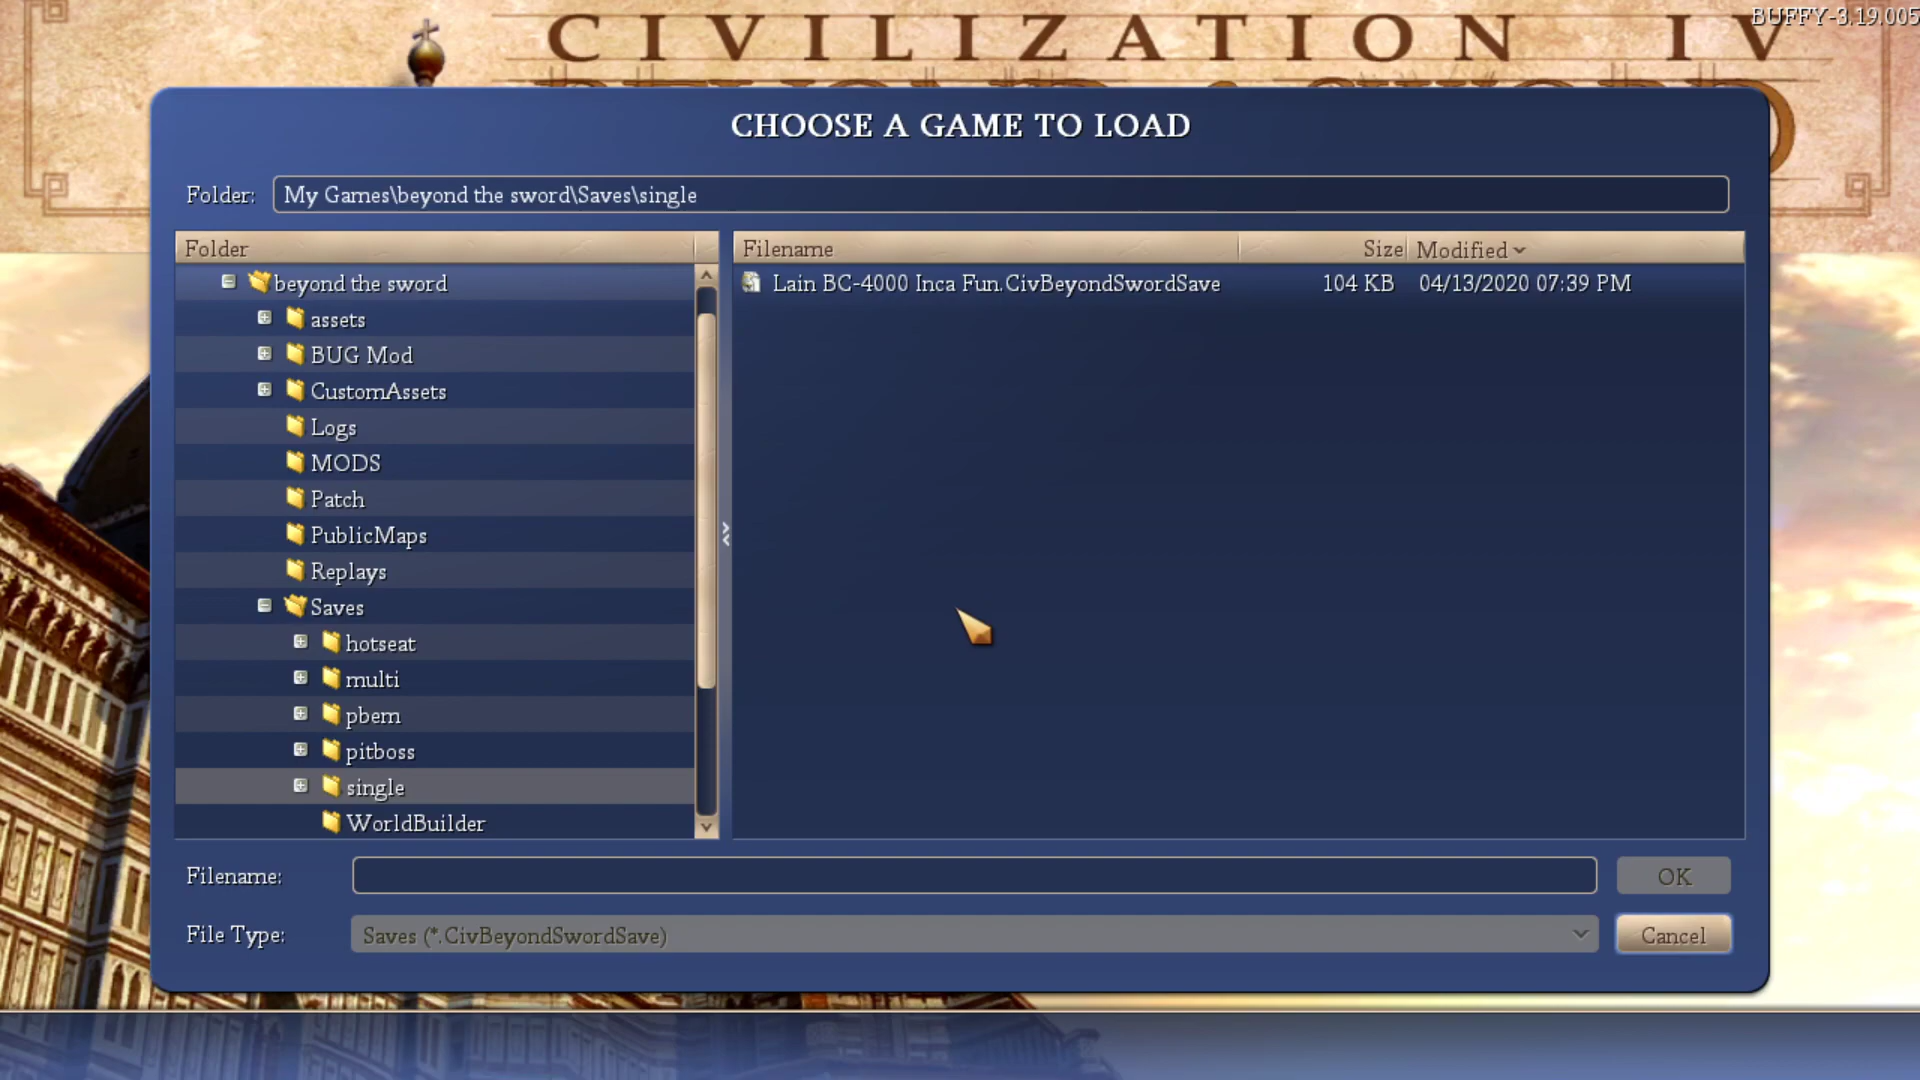 BUFFY-3.19.005
CIVILIZATION IV
BEYOND THE SWORD
CHOOSE A GAME TO LOAD
Folder: My Games\beyond the sword\Saves\single
Folder
Filename Size Modified
beyond the sword
Lain BC-4000 Inca Fun.CivBeyondSwordSave 104 KB 04/13/2020 07:39 PM
assets
BUG Mod
CustomAssets
Logs
MODS
Patch
PublicMaps
Replays
Saves
hotseat
multi
pbem
pitboss
single
WorldBuilder
Filename:
OK
File Type: Saves (*.CivBeyondSwordSave)
Cancel